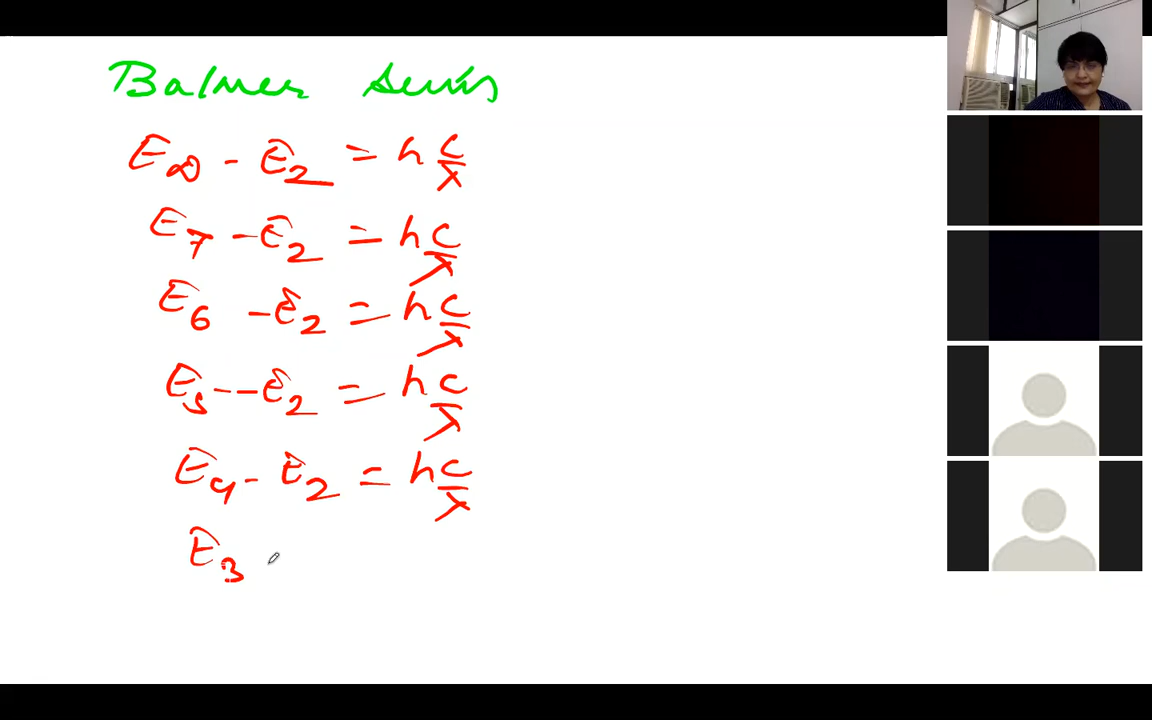 Balmer Series
E∞ - E2 = h c/λ
E7 - E2 = h c/λ
E6 - E2 = h c/λ
E5 - - E2 = h c/λ
E4 - E2 = h c/λ
E3